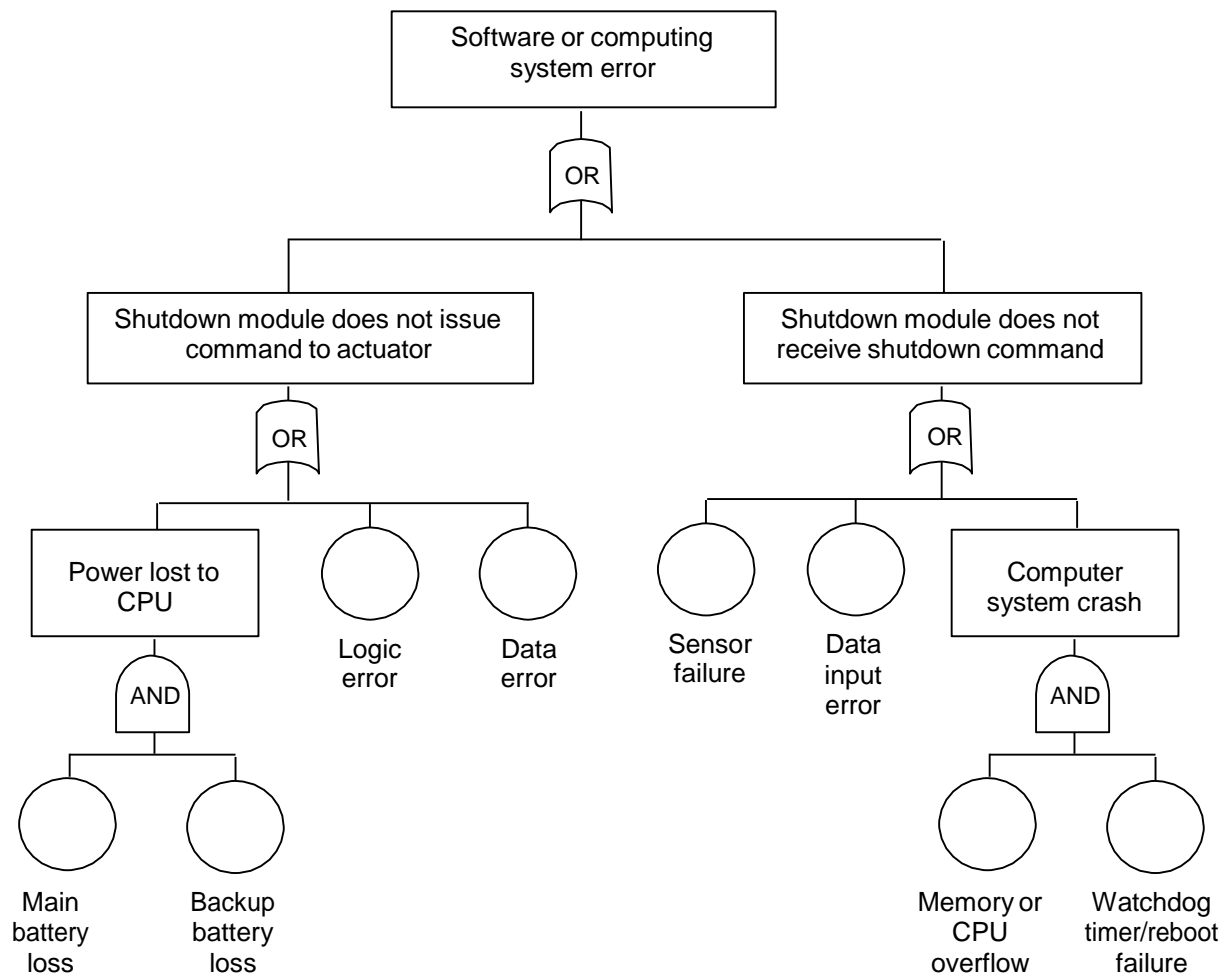 Software or computing
system error
OR
Shutdown module does not issue
command to actuator
Shutdown module does not
receive shutdown command
OR
OR
Power lost to
CPU
Logic
error
Data
error
Sensor
failure
Data
input
error
Computer
system crash
AND
AND
Main
battery
loss
Backup
battery
loss
Memory or
CPU
overflow
Watchdog
timer/reboot
failure